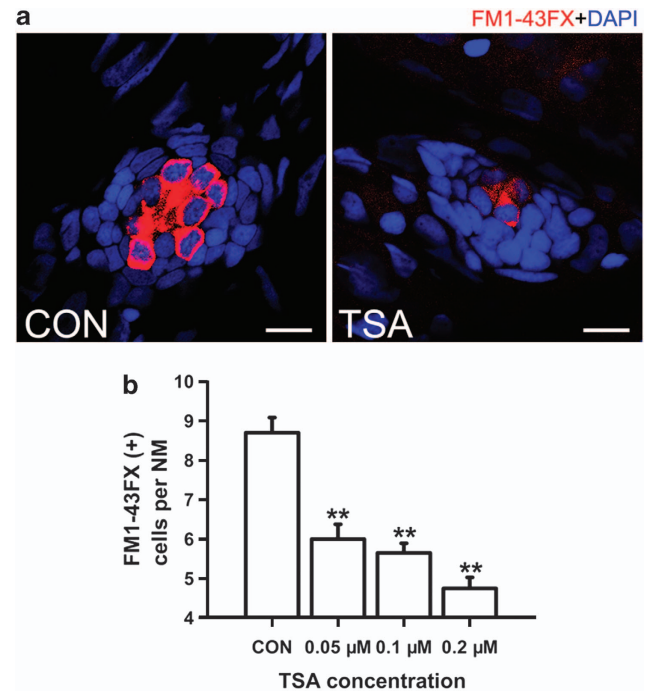 a
FM1-43FX+DAPI
CON
TSA
b
FM1-43FX (+)
cells per NM
10
9
8
7
6
5
4
**
**
**
CON 0.05 µM 0.1 µM 0.2 µM
TSA concentration